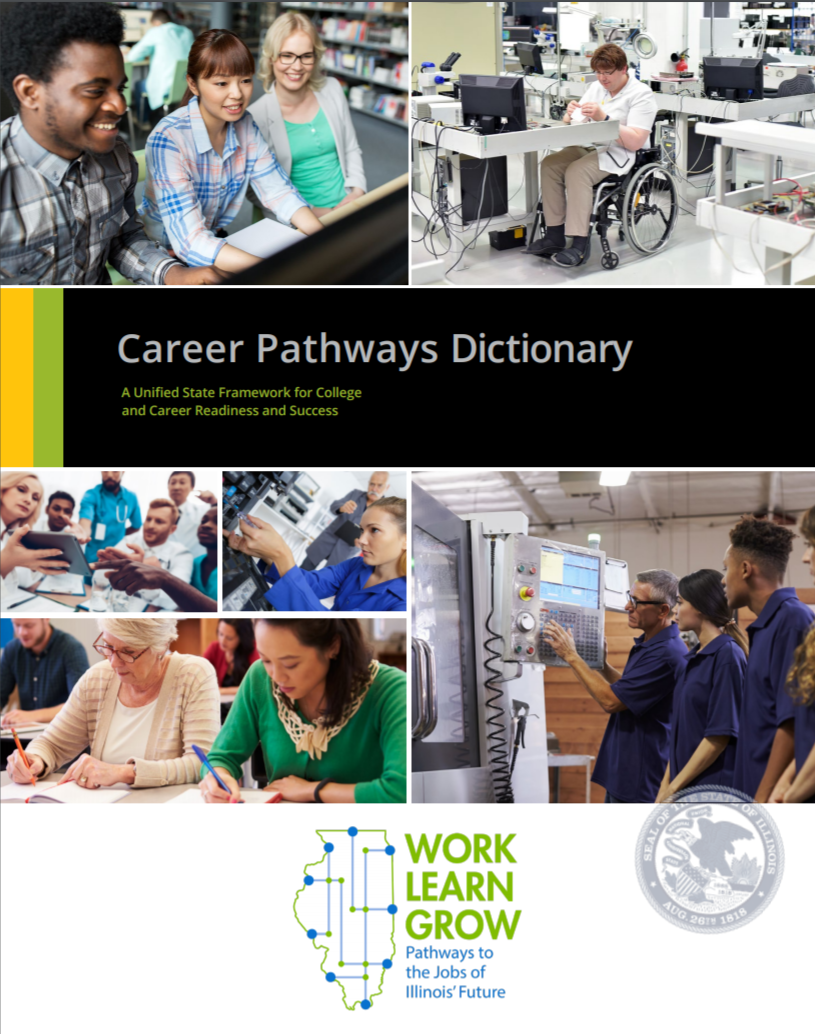 Career Pathways Dictionary
A Unified State Framework for College
and Career Readiness and Success
WORK
LEARN
GROW
Pathways to
the Jobs of
Illinois’ Future
SEAL OF THE STATE OF ILLINOIS
AUG. 26TH 1818